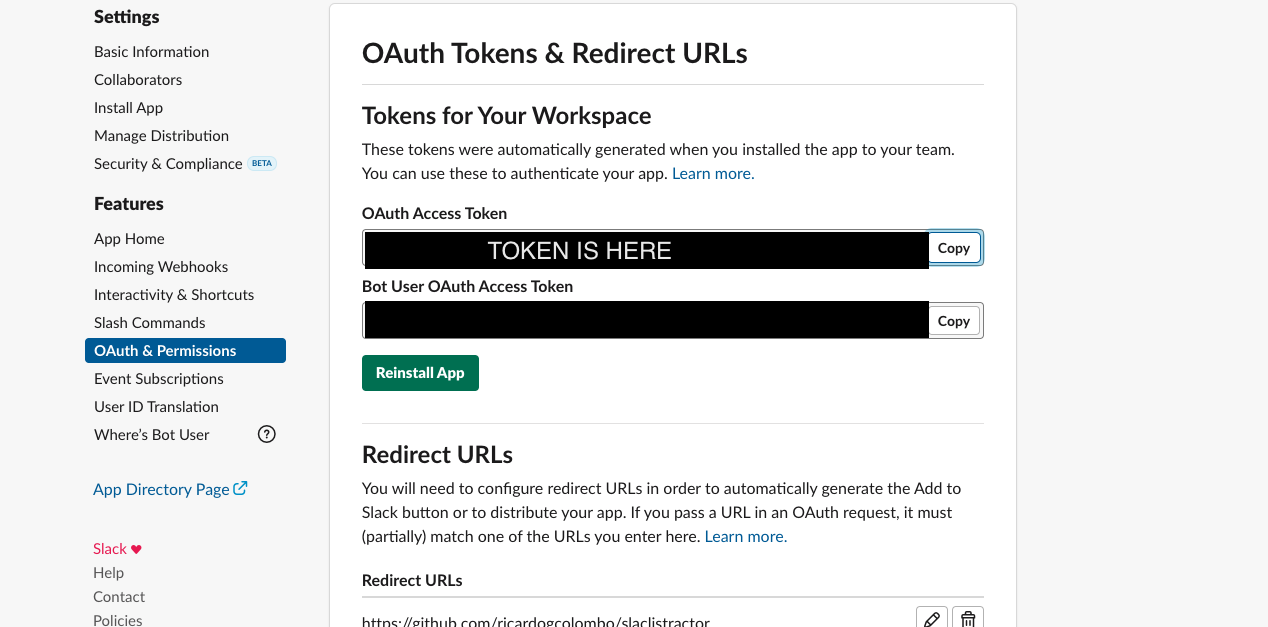 Settings
Basic Information
Collaborators
Install App
Manage Distribution
Security & Compliance BETA
Features
App Home
Incoming Webhooks
Interactivity & Shortcuts
Slash Commands
OAuth & Permissions
Event Subscriptions
User ID Translation
Where's Bot User ?
App Directory Page
Slack
Help
Contact
Policies
OAuth Tokens & Redirect URLs
Tokens for Your Workspace
These tokens were automatically generated when you installed the app to your team.
You can use these to authenticate your app. Learn more.
OAuth Access Token
TOKEN IS HERE Copy
Bot User OAuth Access Token
Copy
Reinstall App
Redirect URLs
You will need to configure redirect URLs in order to automatically generate the Add to
Slack button or to distribute your app. If you pass a URL in an OAuth request, it must
(partially) match one of the URLs you enter here. Learn more.
Redirect URLs
https://github.com/ricardogcolombo/slaclistractor